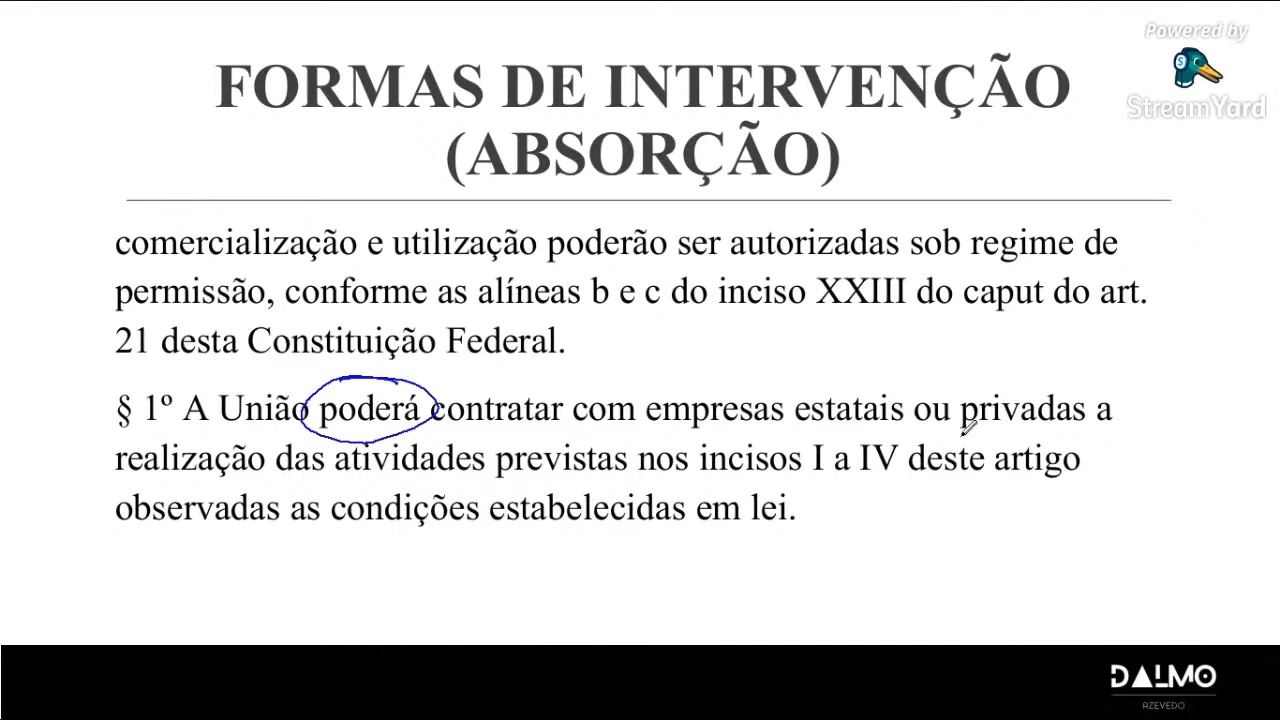 Powered by
StreamYard
FORMAS DE INTERVENÇÃO
(ABSORÇÃO)
comercialização e utilização poderão ser autorizadas sob regime de
permissão, conforme as alíneas b e c do inciso XXIII do caput do art.
21 desta Constituição Federal.
§ 1º A União poderá contratar com empresas estatais ou privadas a
realização das atividades previstas nos incisos I a IV deste artigo
observadas as condições estabelecidas em lei.
DALMO
AZEVEDO